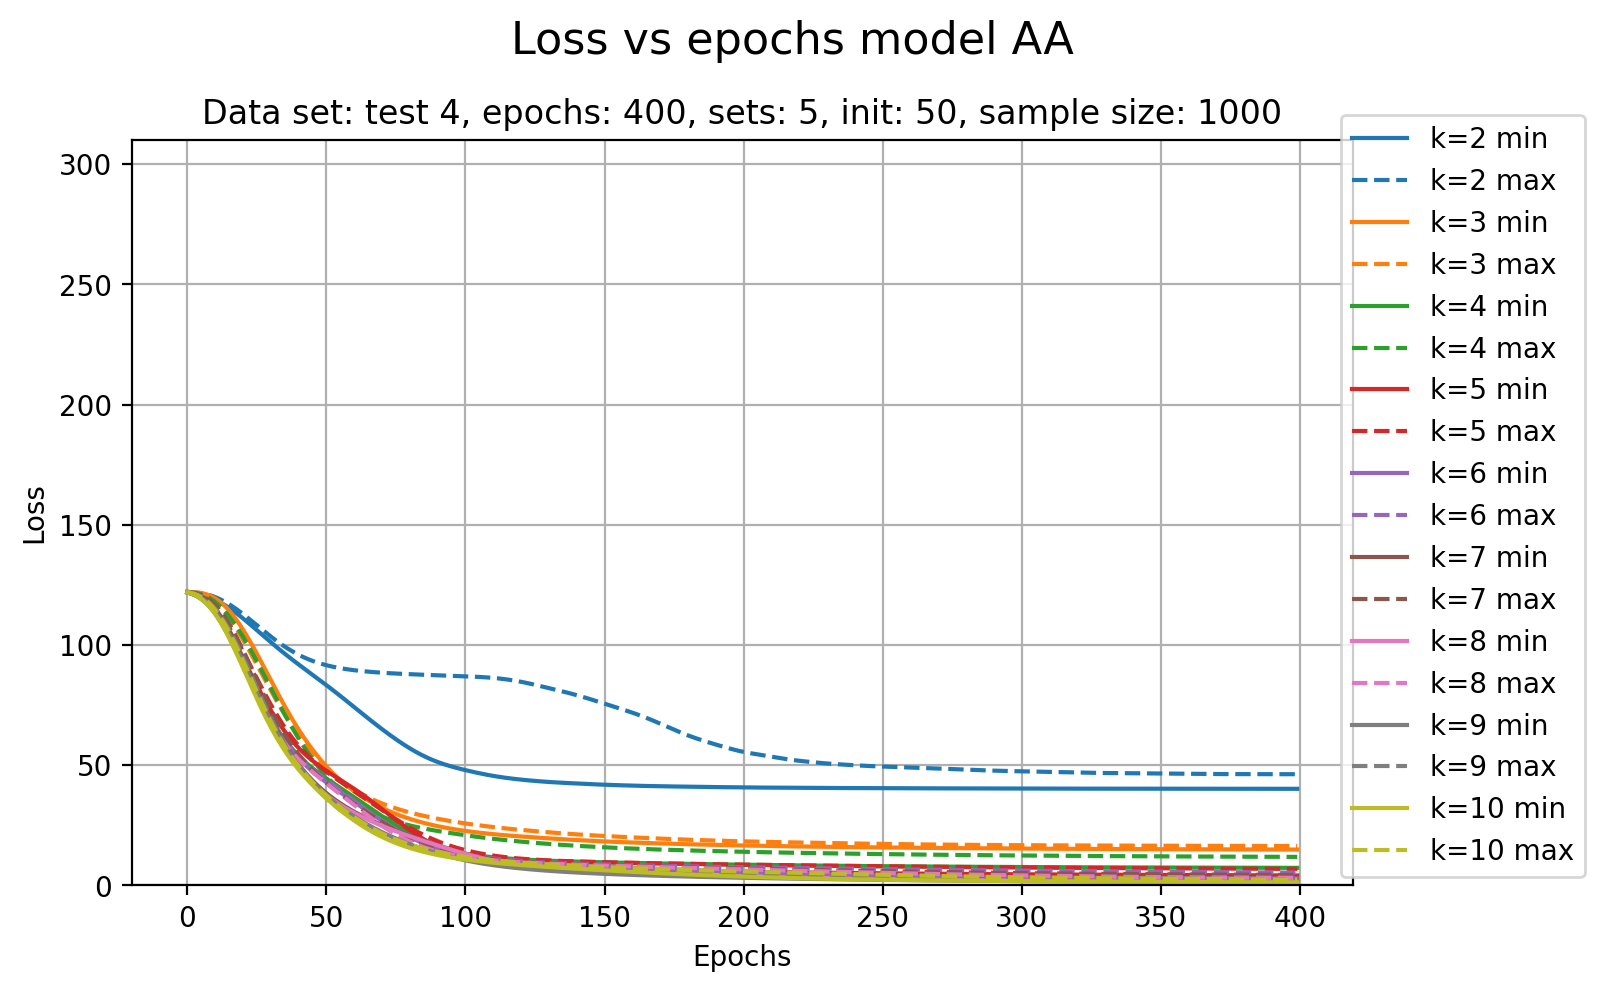 Loss vs epochs model AA
Data set: test 4, epochs: 400, sets: 5, init: 50, sample size: 1000
300
250
200
150
100
50
0
Loss
0 50 100 150 200 250 300 350 400
Epochs
k=2 min
k=2 max
k=3 min
k=3 max
k=4 min
k=4 max
k=5 min
k=5 max
k=6 min
k=6 max
k=7 min
k=7 max
k=8 min
k=8 max
k=9 min
k=9 max
k=10 min
k=10 max